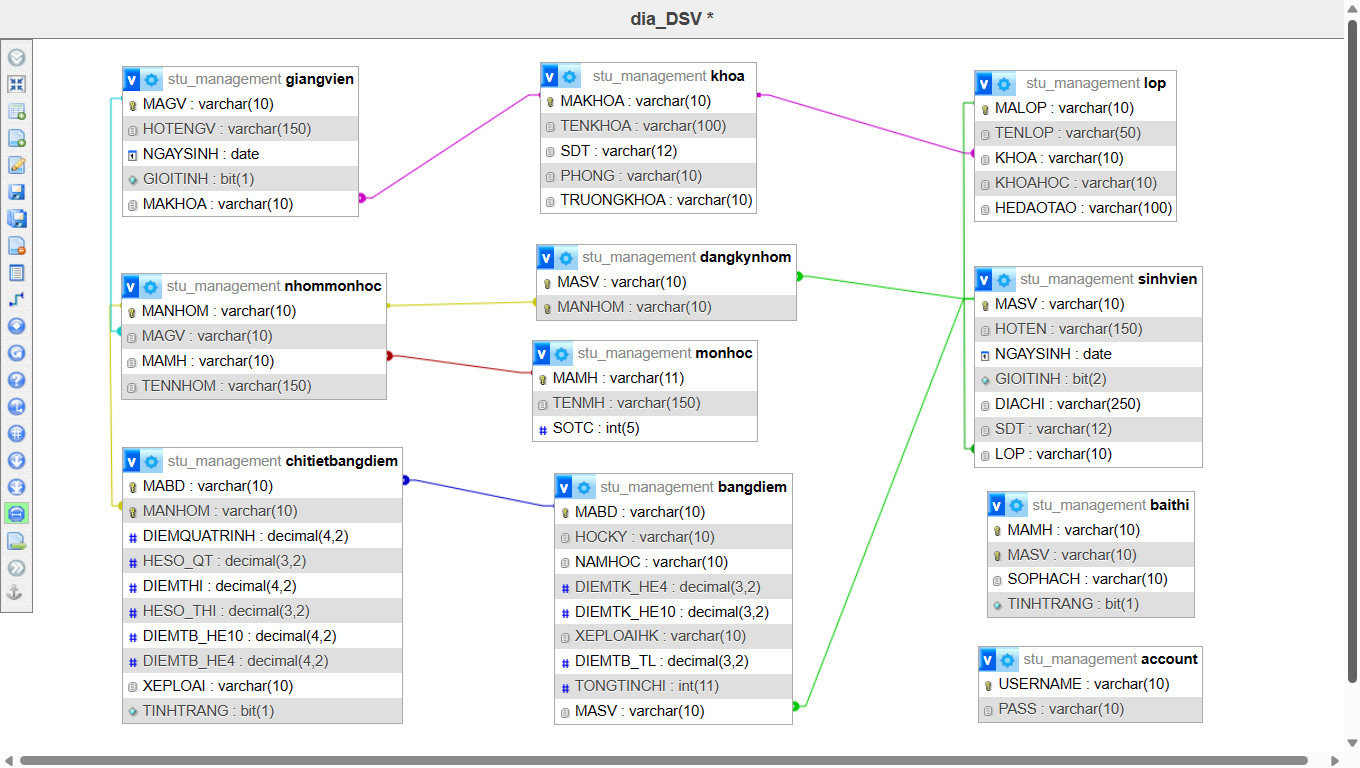 dia_DSV *
stu_management giangvien
MAGV : varchar(10)
HOTENGV : varchar(150)
NGAYSINH : date
GIOITINH : bit(1)
MAKHOA : varchar(10)
stu_management khoa
MAKHOA : varchar(10)
TENKHOA : varchar(100)
SDT : varchar(12)
PHONG : varchar(10)
TRUONGKHOA : varchar(10)
stu_management lop
MALOP : varchar(10)
TENLOP : varchar(50)
KHOA : varchar(10)
KHOAHOC : varchar(10)
HEDAOTAO : varchar(100)
stu_management nhommonhoc
MANHOM : varchar(10)
MAGV : varchar(10)
MAMH : varchar(10)
TENNHOM : varchar(150)
stu_management dangkynhom
MASV : varchar(10)
MANHOM : varchar(10)
stu_management monhoc
MAMH : varchar(11)
TENMH : varchar(150)
SOTC : int(5)
stu_management sinhvien
MASV : varchar(10)
HOTEN : varchar(150)
NGAYSINH : date
GIOITINH : bit(2)
DIACHI : varchar(250)
SDT : varchar(12)
LOP : varchar(10)
stu_management chitietbangdiem
MABD : varchar(10)
MANHOM : varchar(10)
DIEMQUATRINH : decimal(4,2)
HESO_QT : decimal(3,2)
DIEMTHI : decimal(4,2)
HESO_THI : decimal(3,2)
DIEMTB_HE10 : decimal(4,2)
DIEMTB_HE4 : decimal(4,2)
XEPLOAI : varchar(10)
TINHTRANG : bit(1)
stu_management bangdiem
MABD : varchar(10)
HOCKY : varchar(10)
NAMHOC : varchar(10)
DIEMTK_HE4 : decimal(3,2)
DIEMTK_HE10 : decimal(3,2)
XEPLOAIHK : varchar(10)
DIEMTB_TL : decimal(3,2)
TONGTINCHI : int(11)
MASV : varchar(10)
stu_management baithi
MAMH : varchar(10)
MASV : varchar(10)
SOPHACH : varchar(10)
TINHTRANG : bit(1)
stu_management account
USERNAME : varchar(10)
PASS : varchar(10)